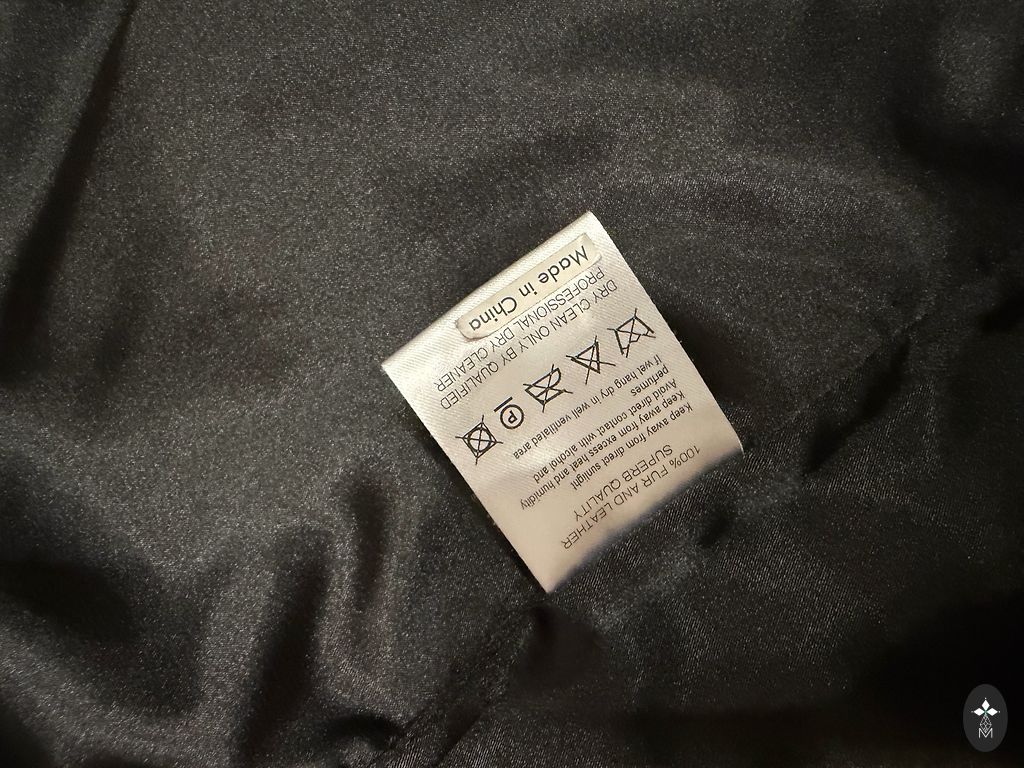 100% FUR AND LEATHER
SUPERB QUALITY
Keep away from direct sunlight
Keep away from excess heat and humidity
Avoid direct contact with alcohol and
perfumes
If wet hang dry in well ventilated area
P
DRY CLEAN ONLY BY QUALIFIED
PROFESSIONAL DRY CLEANER
Made in China
M